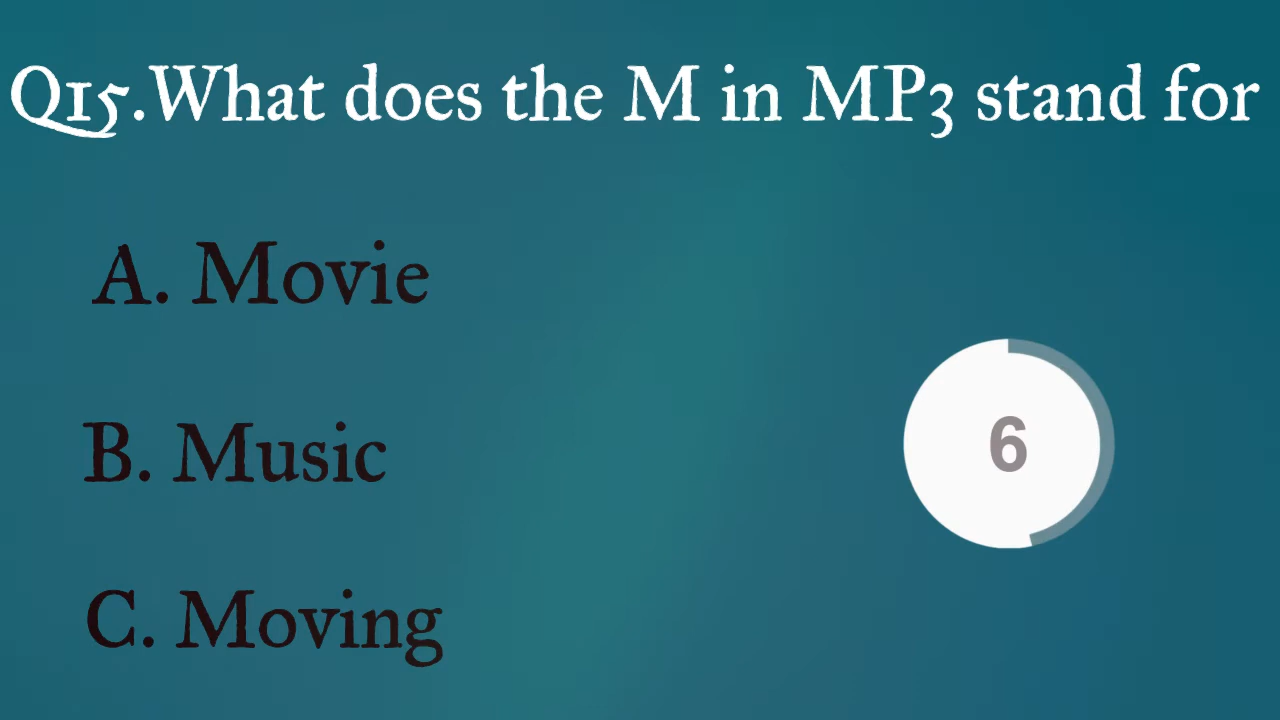 Q15.What does the M in MP3 stand for
A. Movie
B. Music
6
C. Moving